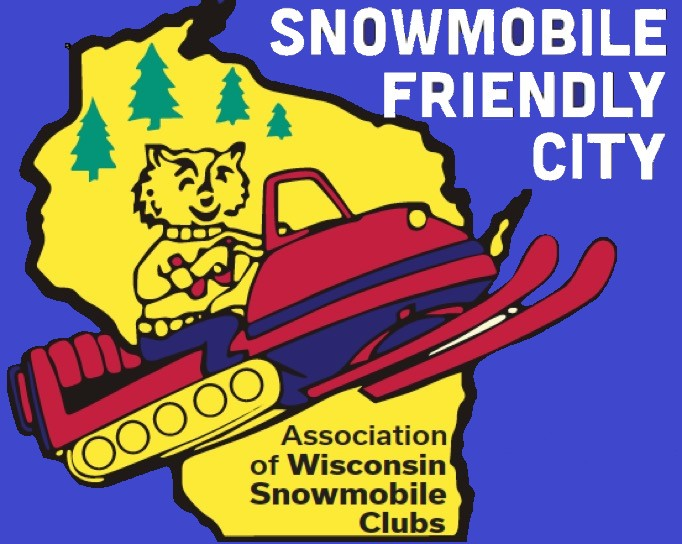 SNOWMOBILE
FRIENDLY
CITY
Association
of Wisconsin
Snowmobile
Clubs